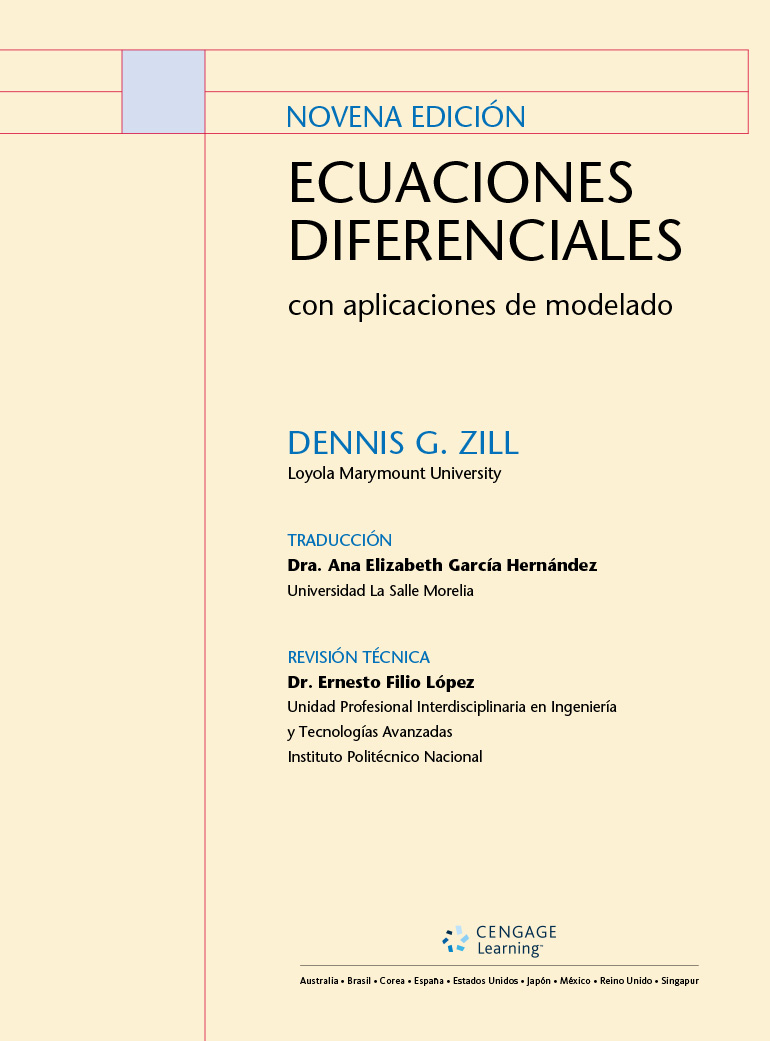 NOVENA EDICIÓN
ECUACIONES
DIFERENCIALES
con aplicaciones de modelado
DENNIS G. ZILL
Loyola Marymount University
TRADUCCIÓN
Dra. Ana Elizabeth García Hernández
Universidad La Salle Morelia
REVISIÓN TÉCNICA
Dr. Ernesto Filio López
Unidad Profesional Interdisciplinaria en Ingeniería
y Tecnologías Avanzadas
Instituto Politécnico Nacional
CENGAGE
Learning™
Australia • Brasil • Corea • España • Estados Unidos • Japón • México • Reino Unido • Singapur